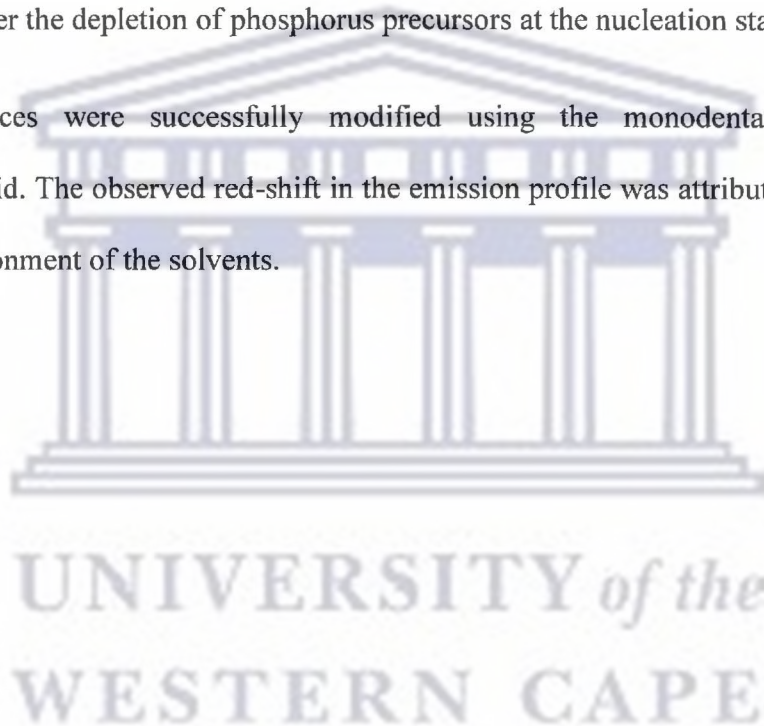 er the depletion of phosphorus precursors at the nucleation sta
ces were successfully modified using the monodenta
id. The observed red-shift in the emission profile was attribut
onment of the solvents.
UNIVERSITY of the
WESTERN CAPE